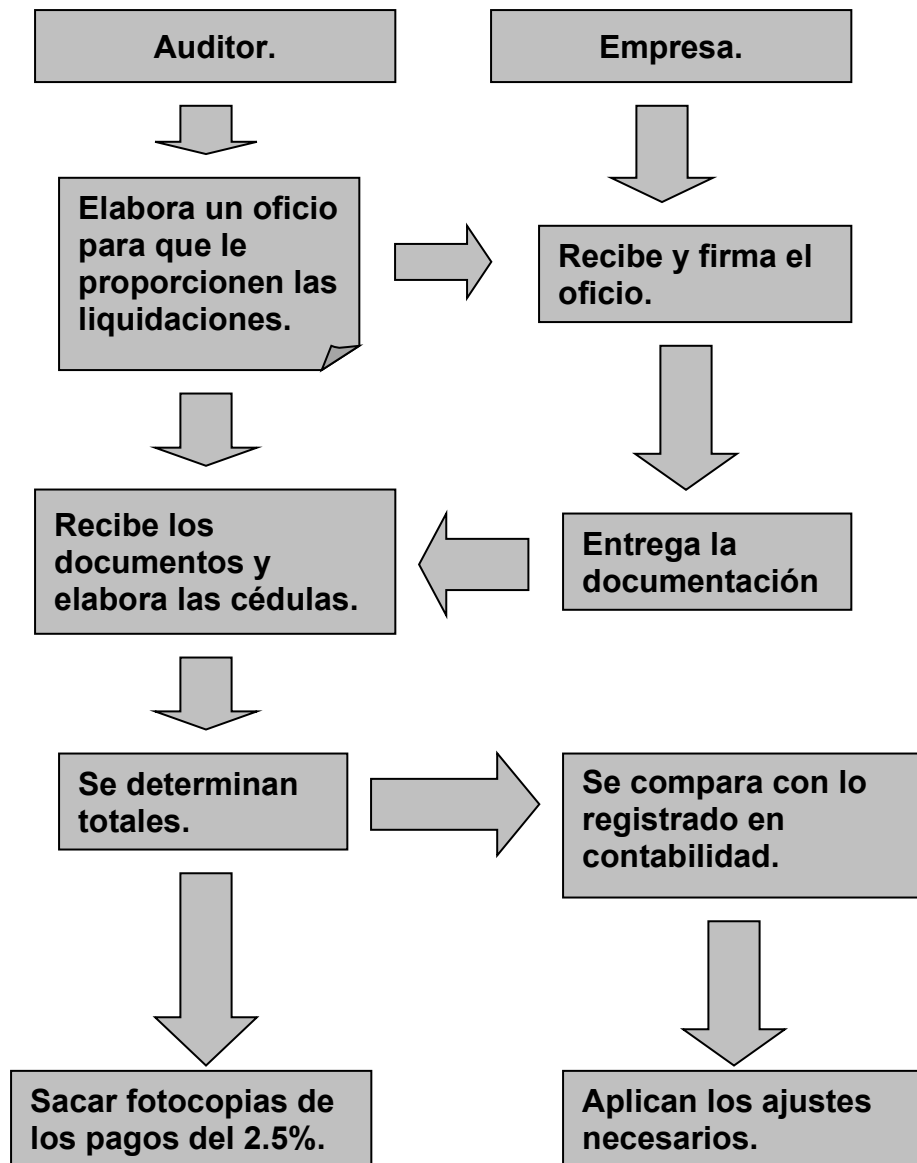 Auditor.
Empresa.
Elabora un oficio
para que le
proporcionen las
liquidaciones.
Recibe y firma el
oficio.
Recibe los
documentos y
elabora las cédulas.
Entrega la
documentación
Se determinan
totales.
Se compara con lo
registrado en
contabilidad.
Sacar fotocopias de
los pagos del 2.5%.
Aplican los ajustes
necesarios.